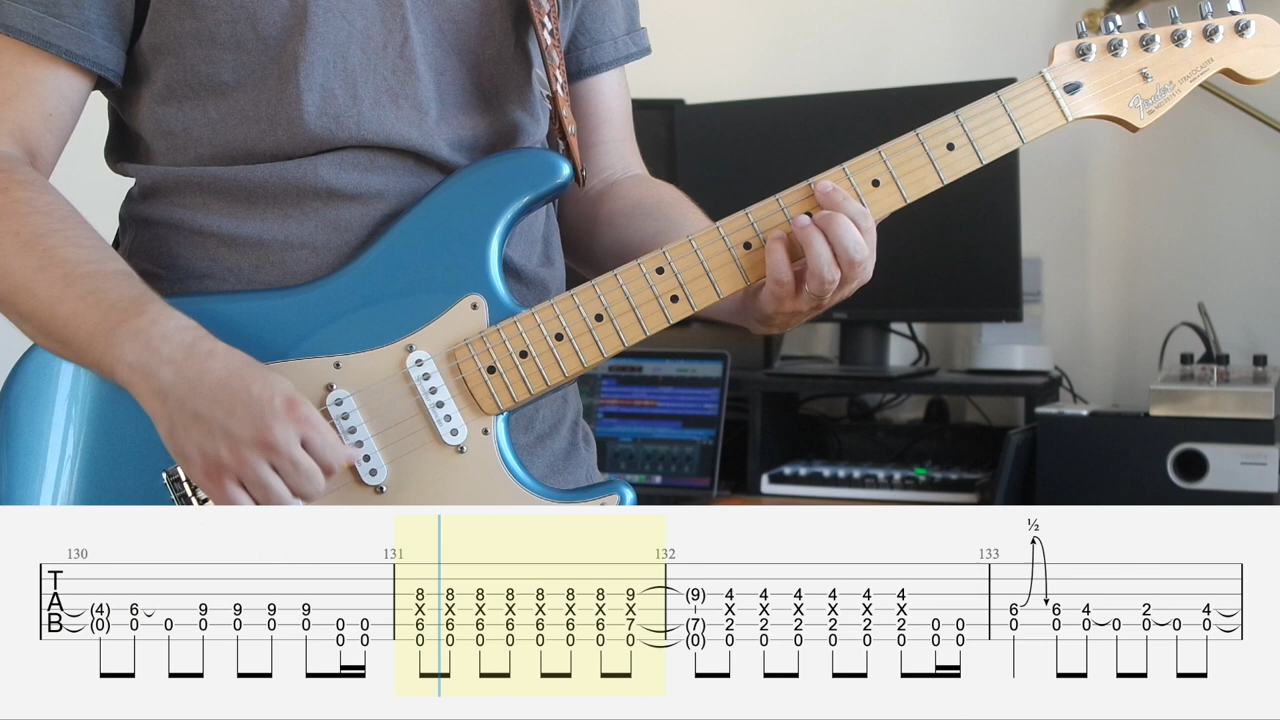 Fender STRATOCASTER
½
130 131 132 133
T
A
B
8 8 8 8 8 8 8 9 (9) 4 4 4 4 4 4
(4) 6 9 9 9 9 X X X X X X X X X X X X X X 6 6 4 2 4
(0) 0 0 0 0 0 0 0 6 6 6 6 6 6 6 7 (7) 2 2 2 2 2 2 0 0 0 0 0 0 0 0 0
0 0 0 0 0 0 0 0 0 0 (0) 0 0 0 0 0 0 0 0